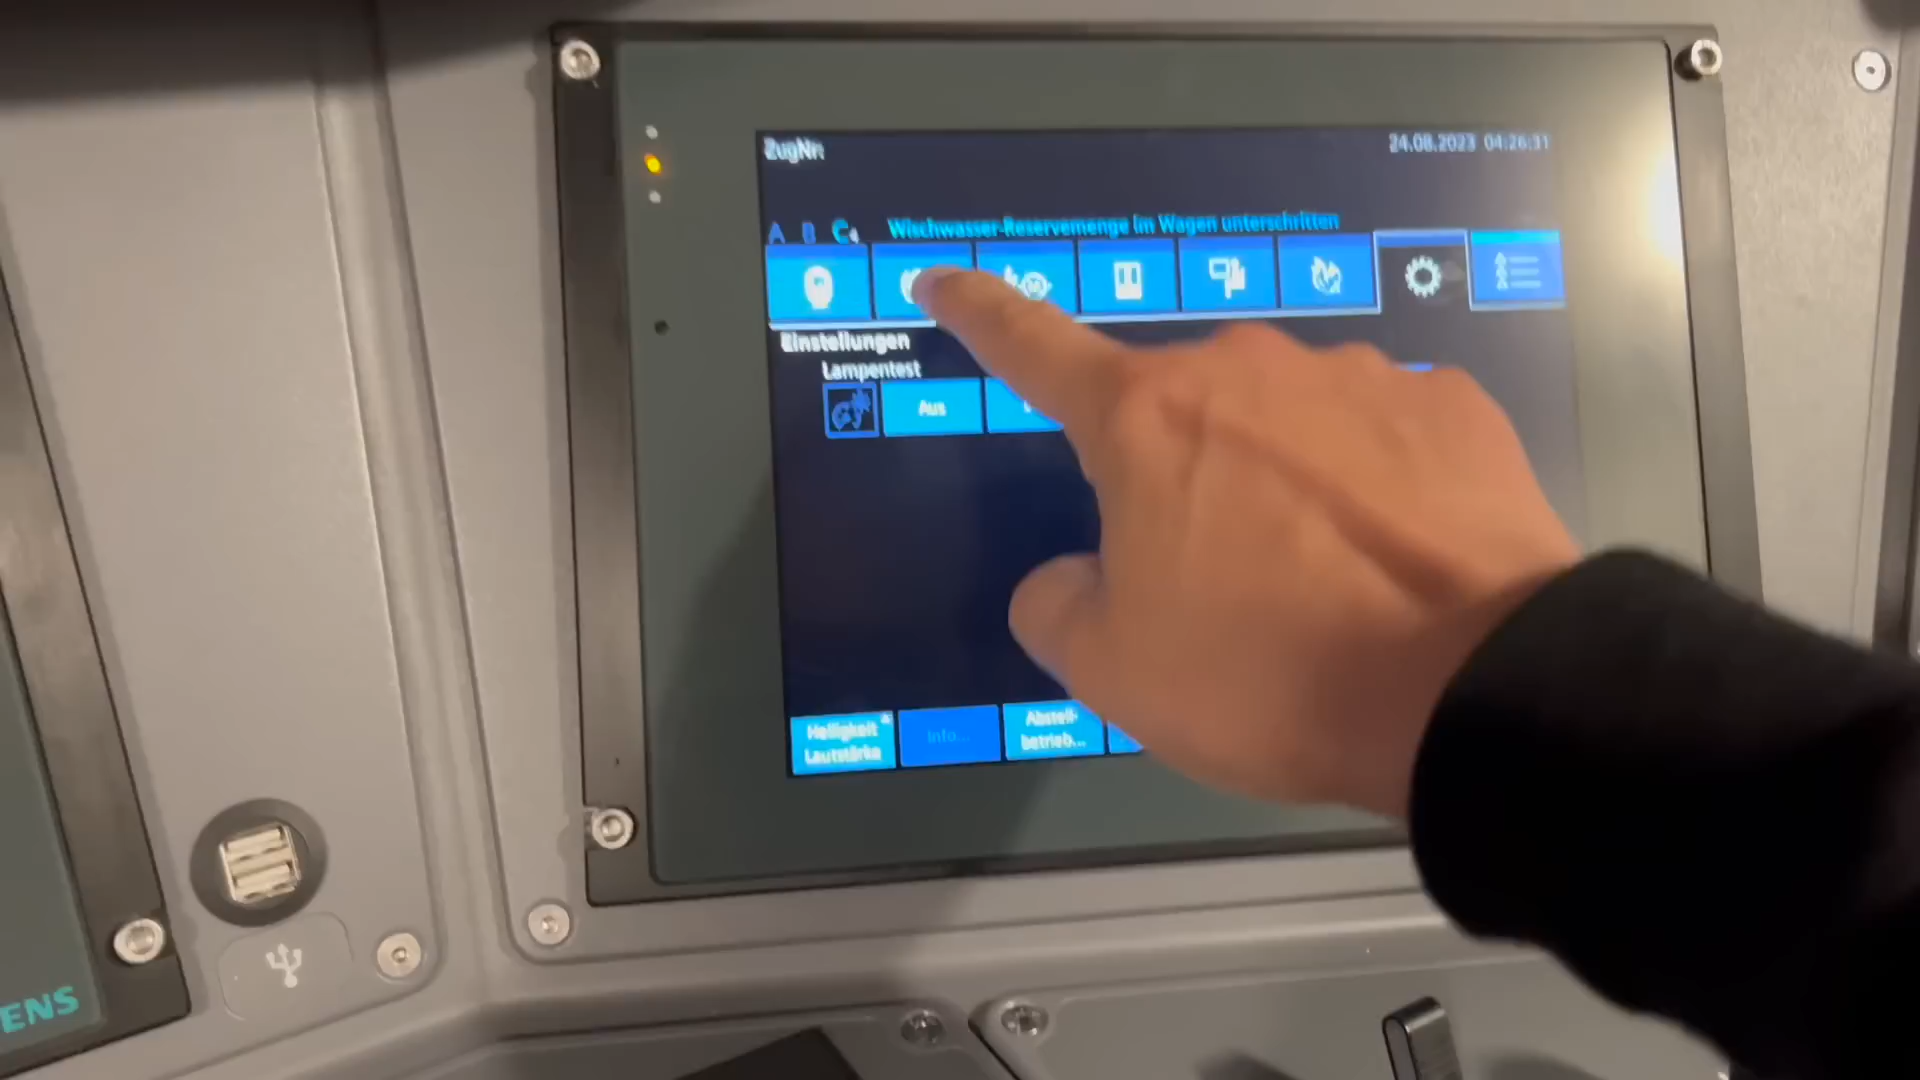 ZugNr:
24.08.2023 04:26:31
A B C4 Wischwasser-Reservemenge im Wagen unterschritten
Einstellungen
Lampentest
Aus
Helligkeit
Lautstärke
Info...
Abstell-
betrieb...
ENS